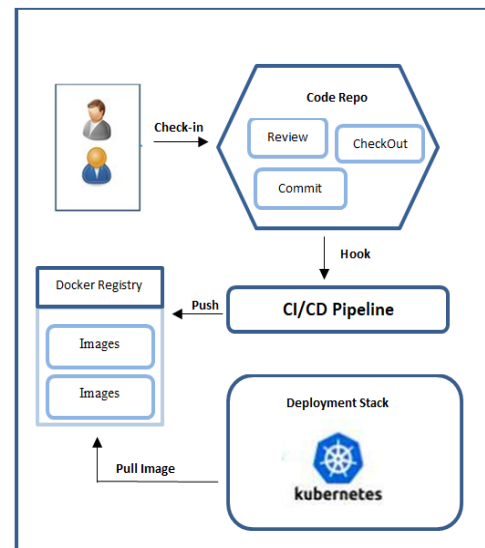 Code Repo
Check-in
Review
CheckOut
Commit
Hook
Docker Registry
Push
CI/CD Pipeline
Images
Images
Deployment Stack
Pull Image
kubernetes